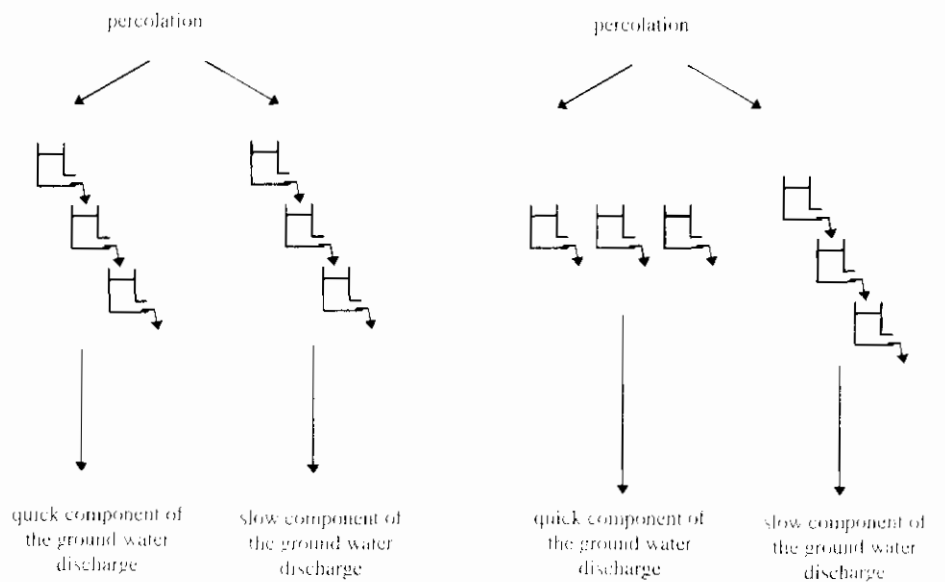 percolation
percolation
quick component of
the ground water
discharge
slow component of
the ground water
discharge
quick component of
the ground water
discharge
slow component of
the ground water
discharge